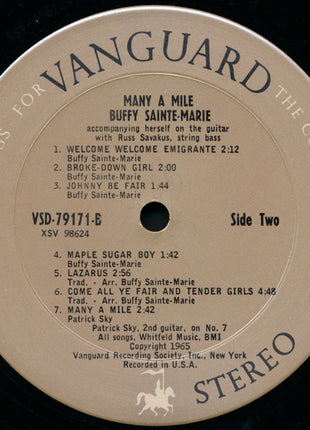 GS FOR VANGUARD THE C
MANY A MILE
BUFFY SAINTE-MARIE
accompanying herself on the guitar
with Russ Savakus, string bass
1. WELCOME WELCOME EMIGRANTE 2:12
Buffy Sainte-Marie
2. BROKE-DOWN GIRL 2:00
Buffy Sainte-Marie
3. JOHNNY BE FAIR 1:44
Buffy Sainte-Marie
VSD-79171-B Side Two
XSV 98624
4. MAPLE SUGAR BOY 1:42
Buffy Sainte-Marie
5. LAZARUS 2:56
Trad. - Arr. Buffy Sainte-Marie
6. COME ALL YE FAIR AND TENDER GIRLS 4:48
Trad. - Arr. Buffy Sainte-Marie
7. MANY A MILE 2:42
Patrick Sky
Patrick Sky, 2nd guitar, on No. 7
All songs, Whitfeld Music, BMI
Copyright 1965
Vanguard Recording Society, Inc., New York
Recorded in U.S.A.
STEREO